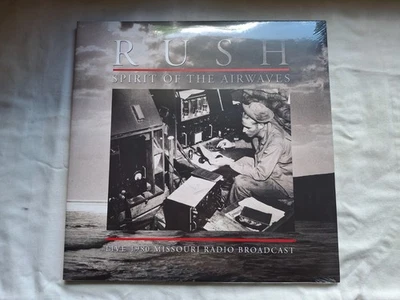 RUSH
SPIRIT OF THE AIRWAVES
LIVE 1980 MISSOURI RADIO BROADCAST